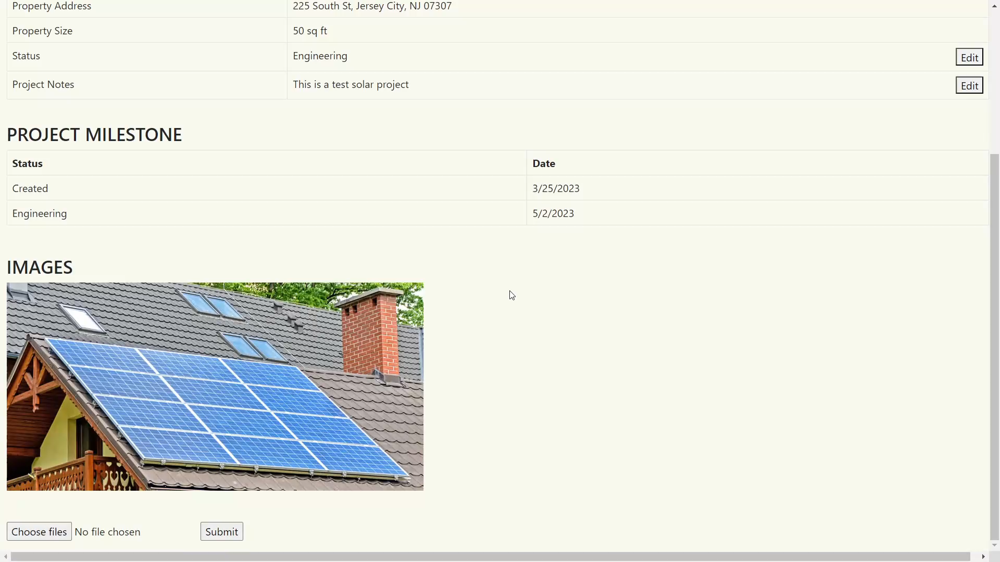 Property Address 225 South St, Jersey City, NJ 07307
Property Size 50 sq ft
Status Engineering Edit
Project Notes This is a test solar project Edit
PROJECT MILESTONE
Status Date
Created 3/25/2023
Engineering 5/2/2023
IMAGES
Choose files No file chosen Submit